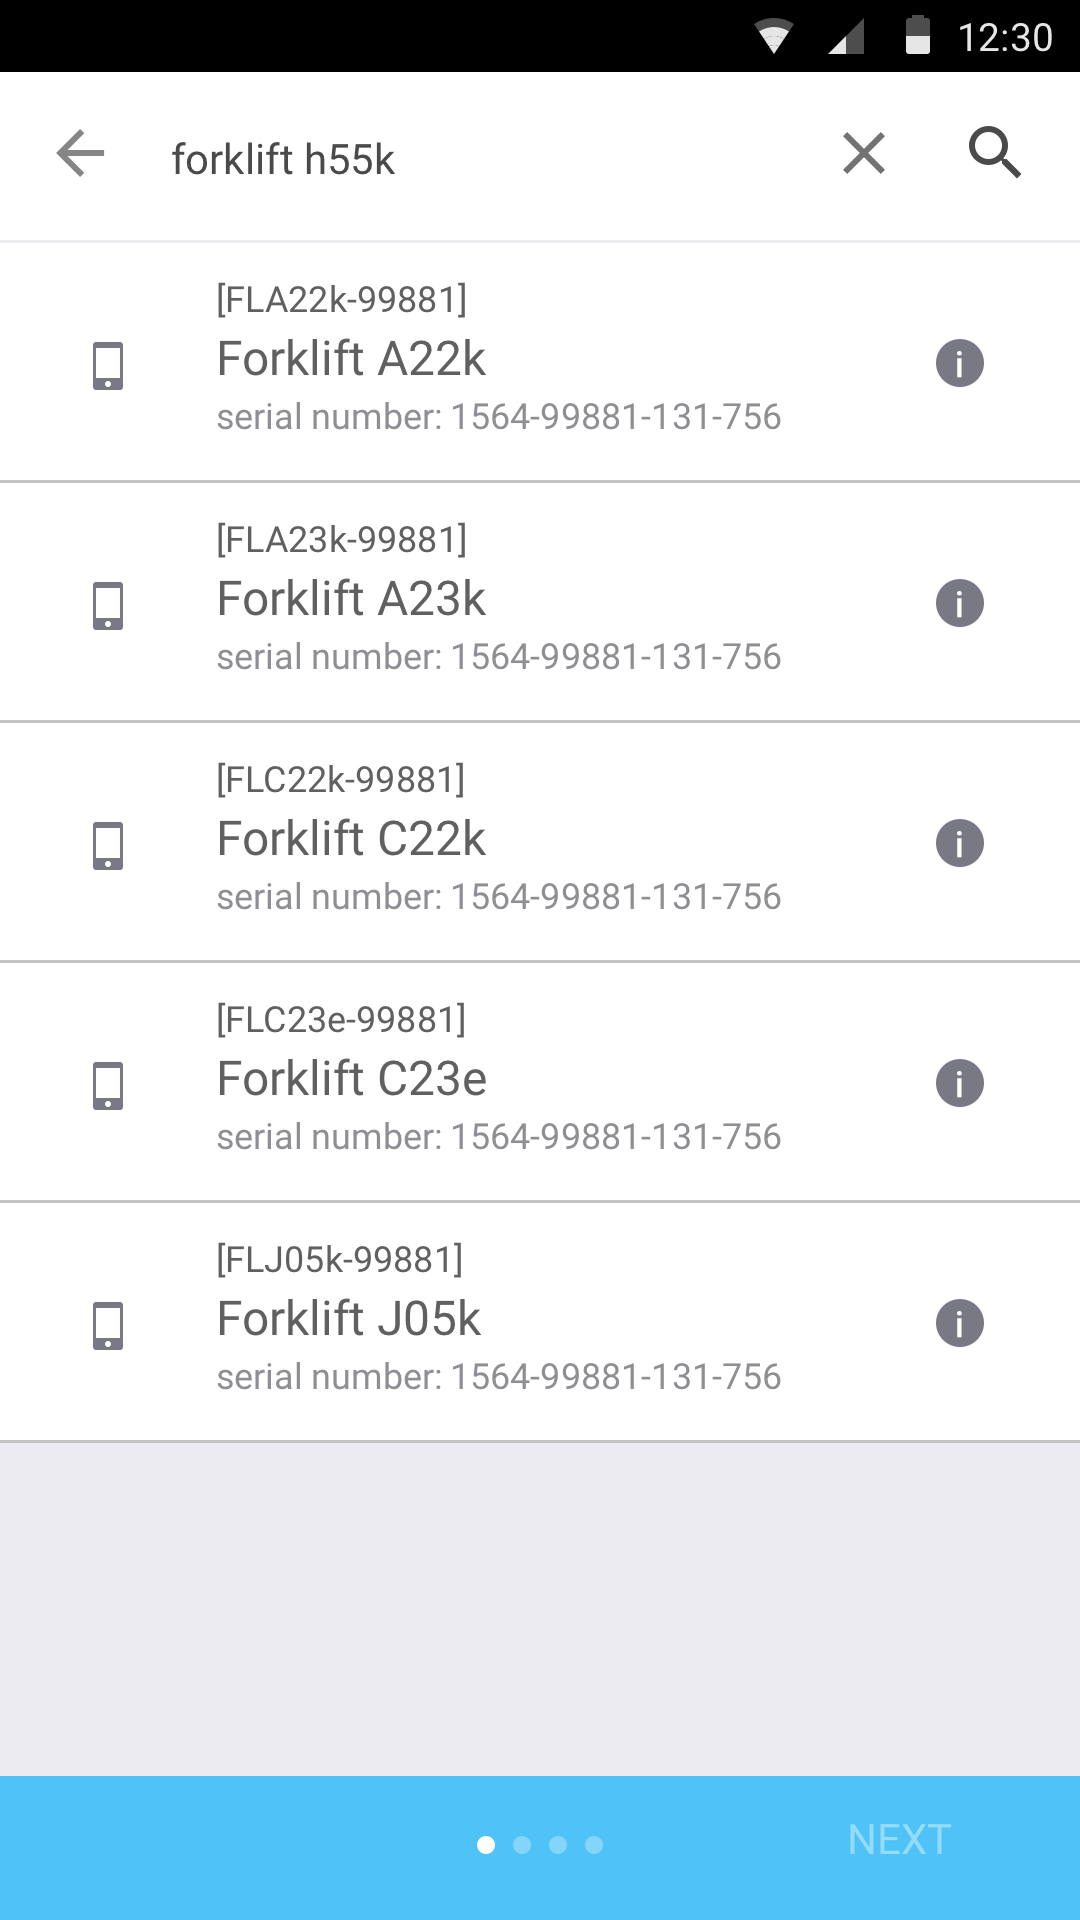 12:30
forklift h55k
[FLA22k-99881]
Forklift A22k
serial number: 1564-99881-131-756
[FLA23k-99881]
Forklift A23k
serial number: 1564-99881-131-756
[FLC22k-99881]
Forklift C22k
serial number: 1564-99881-131-756
[FLC23e-99881]
Forklift C23e
serial number: 1564-99881-131-756
[FLJ05k-99881]
Forklift J05k
serial number: 1564-99881-131-756
NEXT